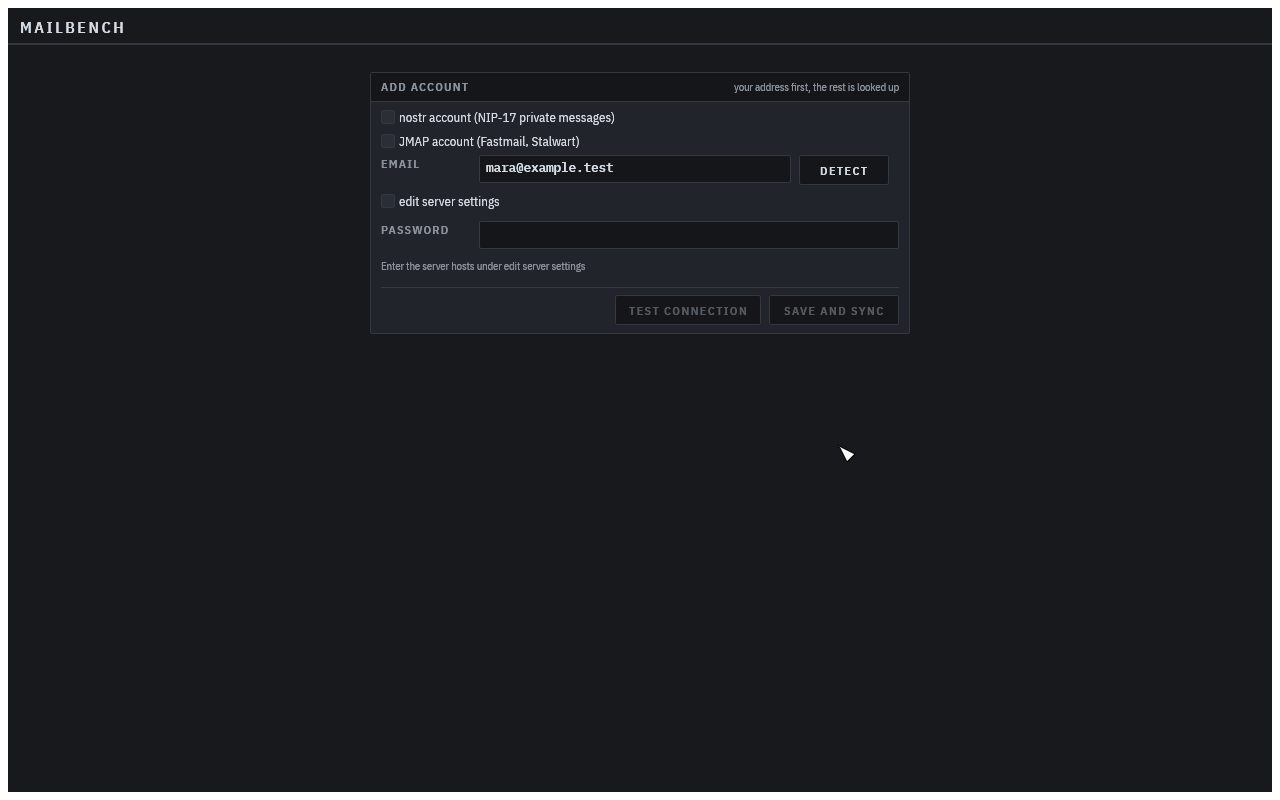 MAILBENCH
ADD ACCOUNT your address first, the rest is looked up
nostr account (NIP-17 private messages)
JMAP account (Fastmail, Stalwart)
EMAIL mara@example.test DETECT
edit server settings
PASSWORD
Enter the server hosts under edit server settings
TEST CONNECTION SAVE AND SYNC